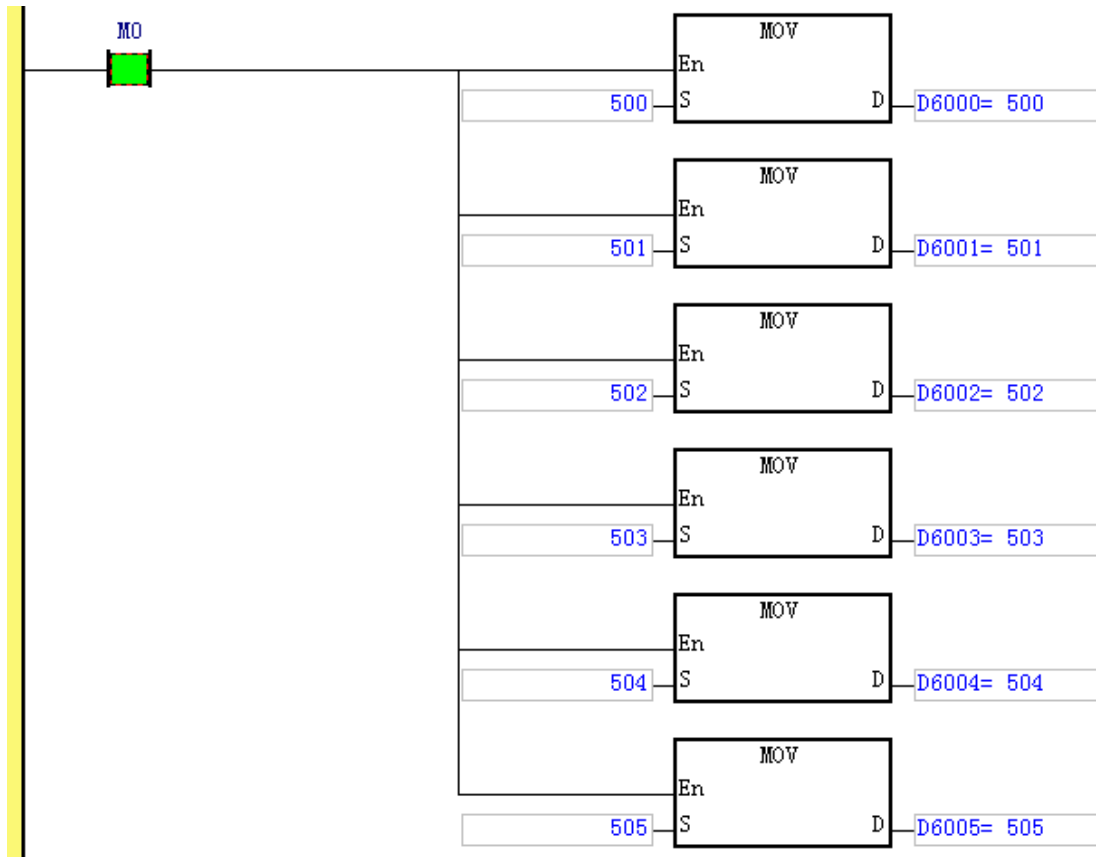 M0
MOV
En
500 S D D6000= 500
MOV
En
501 S D D6001= 501
MOV
En
502 S D D6002= 502
MOV
En
503 S D D6003= 503
MOV
En
504 S D D6004= 504
MOV
En
505 S D D6005= 505